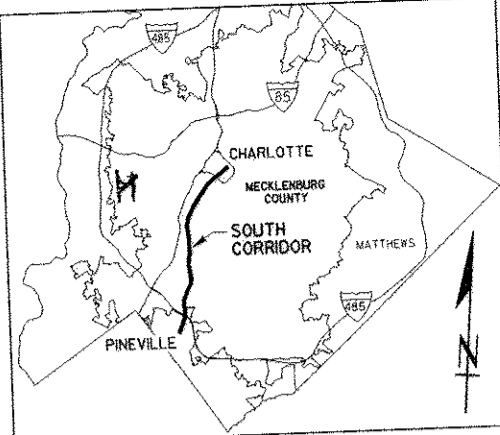 485
85
CHARLOTTE
MECKLENBURG
COUNTY
SOUTH
CORRIDOR
MATTHEWS
485
PINEVILLE
N